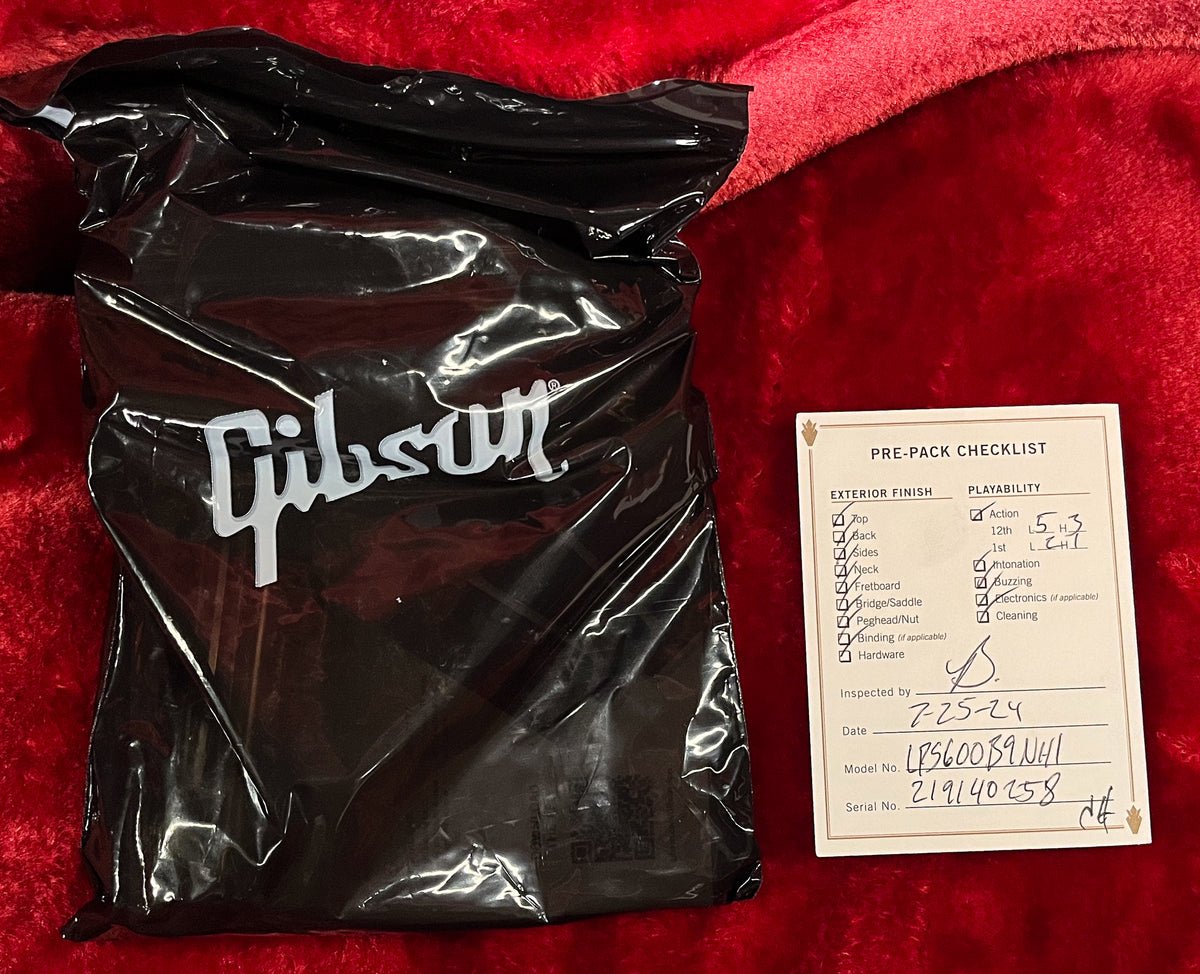 Gibson®
PRE-PACK CHECKLIST
EXTERIOR FINISH
Top
Back
Sides
Neck
Fretboard
Bridge/Saddle
Peghead/Nut
Binding (if applicable)
Hardware
PLAYABILITY
Action
12th L 5 H 3
1st L 2 H 1
Intonation
Buzzing
Electronics (if applicable)
Cleaning
Inspected by
Date 7-25-24
Model No. LPS600B9NH1
Serial No. 219140258